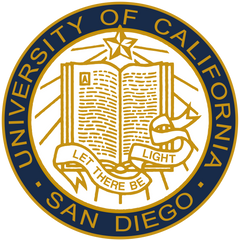 UNIVERSITY OF CALIFORNIA
A
LET THERE BE
LIGHT
• SAN DIEGO •